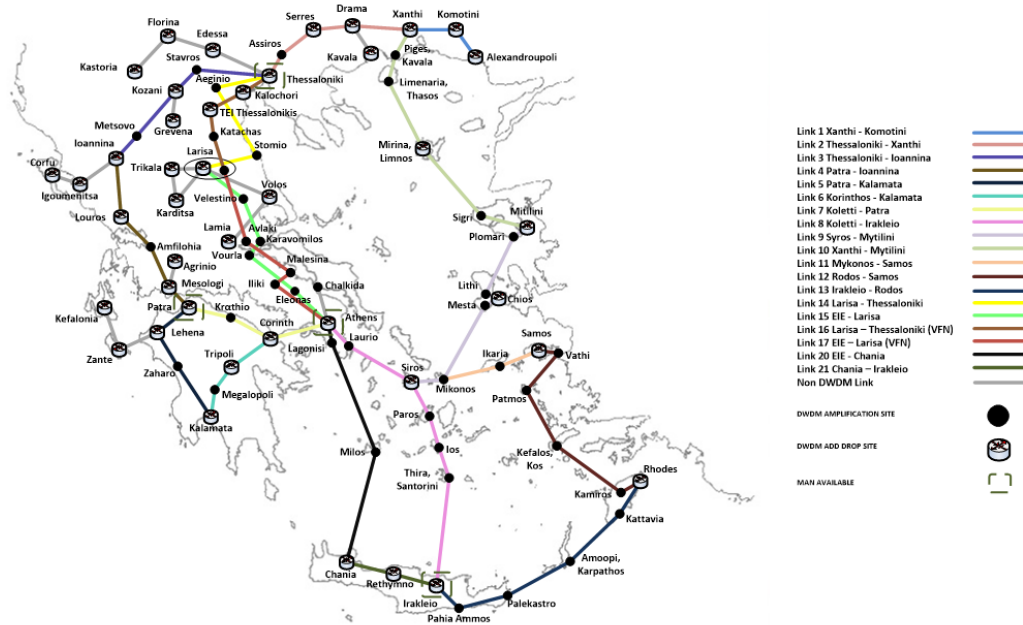 Florina
Edessa
Serres
Drama
Xanthi
Komotini
Assiros
Kastoria
Stavros
Aeginio
Thessaloniki
Kavala
Piges,
Kavala
Alexandroupoli
Kozani
Kalochori
Limenaria,
Thasos
TEI Thessalonikis
Grevena
Metsovo
Katachas
Ioannina
Larisa
Stomio
Mirina,
Limnos
Corfu
Trikala
Igoumenitsa
Karditsa
Velestino
Volos
Louros
Sigri
Mitilini
Lamia
Avlaki
Karavomilos
Plomari
Amfilohia
Vourla
Malesina
Agrinio
Iliki
Eleonas
Chalkida
Lithi
Mesologi
Mesta
Chios
Kefalonia
Patra
Krathio
Athens
Lehena
Corinth
Laurio
Samos
Zante
Tripoli
Lagonisi
Ikaria
Vathi
Zaharo
Siros
Mikonos
Megalopoli
Patmos
Kalamata
Paros
Milos
Ios
Kefalos,
Kos
Thira,
Santorini
Rhodes
Kamiros
Kattavia
Chania
Rethymno
Amoopi,
Karpathos
Irakleio
Pahia Ammos
Palekastro
Link 1 Xanthi - Komotini
Link 2 Thessaloniki - Xanthi
Link 3 Thessaloniki - Ioannina
Link 4 Patra - Ioannina
Link 5 Patra - Kalamata
Link 6 Korinthos - Kalamata
Link 7 Koletti - Patra
Link 8 Koletti - Irakleio
Link 9 Syros - Mytilini
Link 10 Xanthi - Mytilini
Link 11 Mykonos - Samos
Link 12 Rodos - Samos
Link 13 Irakleio - Rodos
Link 14 Larisa - Thessaloniki
Link 15 EIE - Larisa
Link 16 Larisa – Thessaloniki (VFN)
Link 17 EIE – Larisa (VFN)
Link 20 EIE - Chania
Link 21 Chania – Irakleio
Non DWDM Link
DWDM AMPLIFICATION SITE
DWDM ADD DROP SITE
MAN AVAILABLE